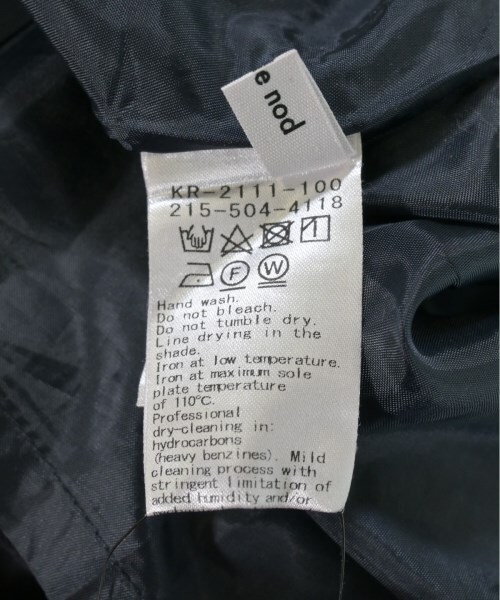 e nod
KR-2111-100
215-504-4118
F W
Hand wash.
Do not bleach.
Do not tumble dry.
Line drying in the
shade.
Iron at low temperature.
Iron at maximum sole
plate temperature
of 110℃.
Professional
dry-cleaning in:
hydrocarbons
(heavy benzines). Mild
cleaning process with
stringent limitation of
added humidity and/or